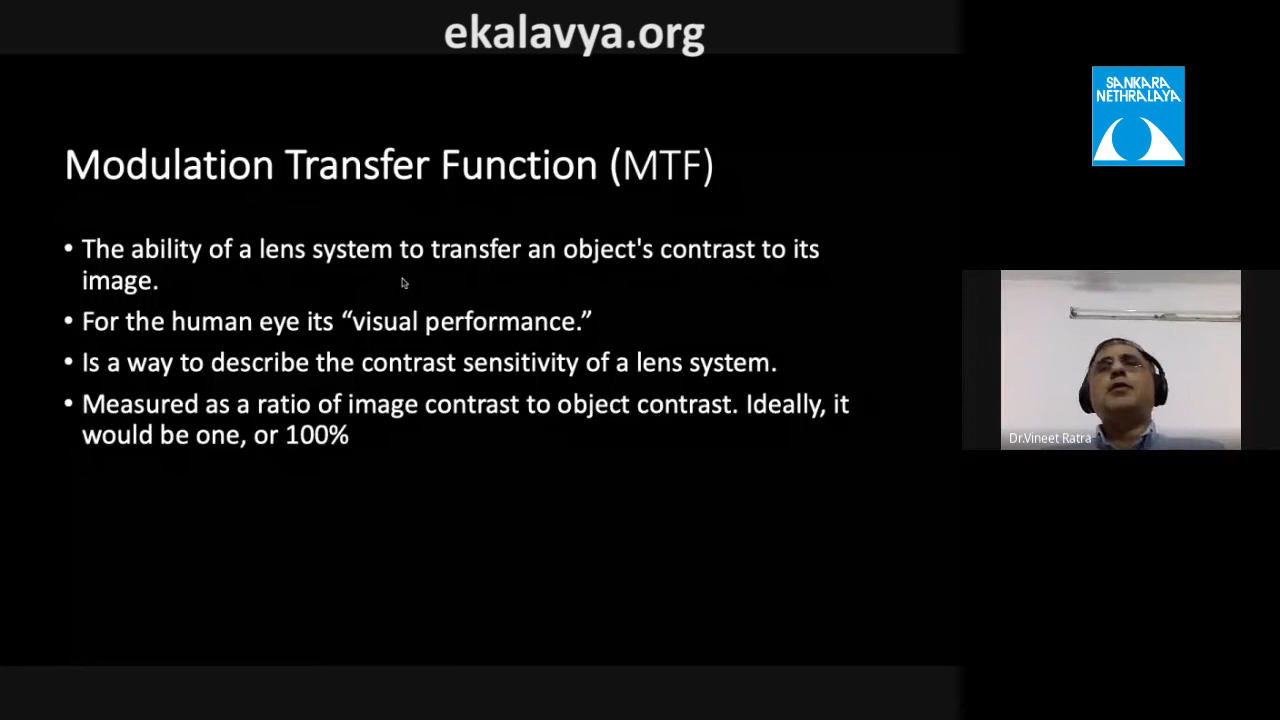 ekalavya.org
SANKARA
NETHRALAYA
Modulation Transfer Function (MTF)
• The ability of a lens system to transfer an object's contrast to its
image.
• For the human eye its “visual performance.”
• Is a way to describe the contrast sensitivity of a lens system.
• Measured as a ratio of image contrast to object contrast. Ideally, it
would be one, or 100%
Dr.Vineet Ratra